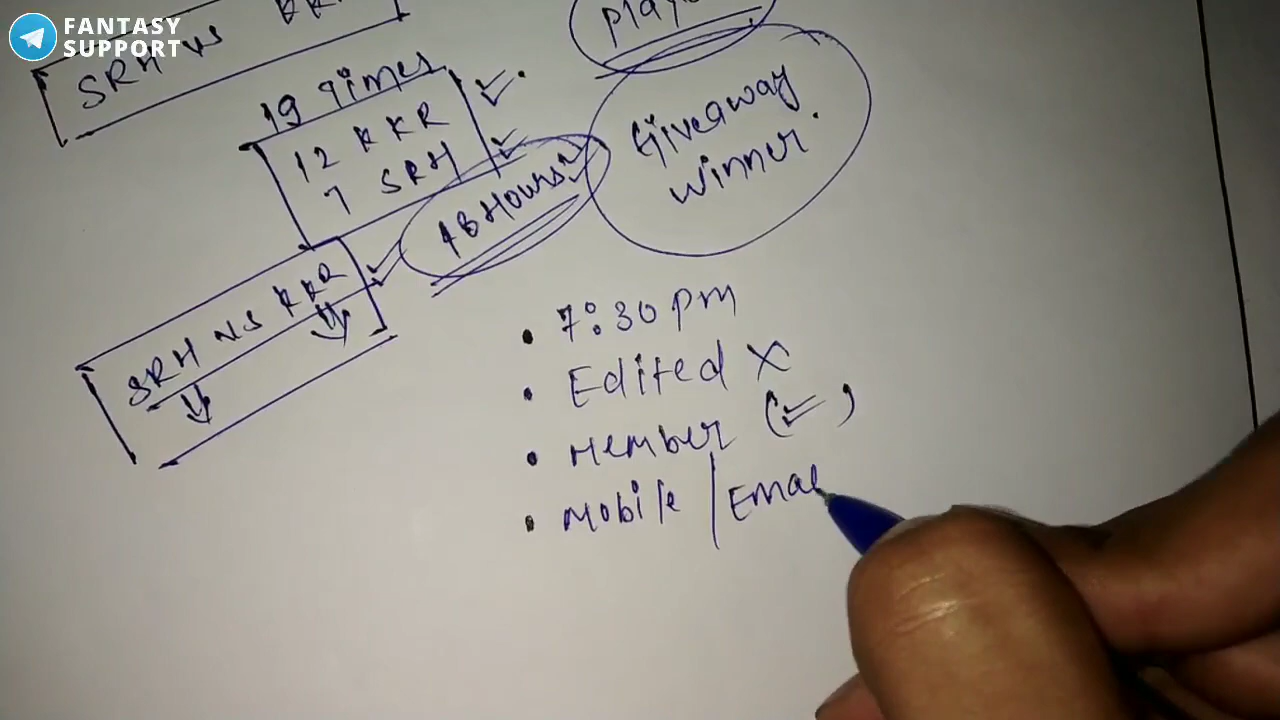 FANTASY
SUPPORT
SRH vs
19 Times
12 KKR
7 SRH
48 Hours
Giveaway
winner.
SRH vs KKR
• 7:30 pm
• Edited X
• Member (✓)
• Mobile / Emai